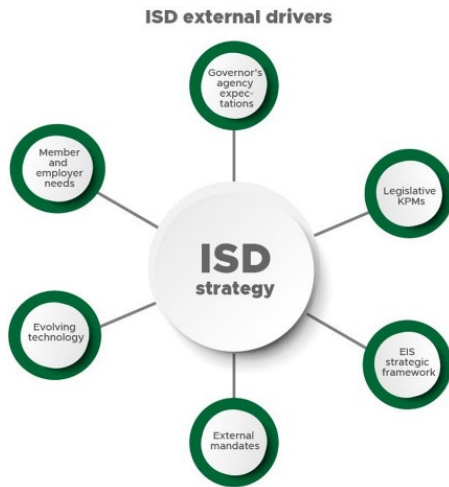 ISD external drivers
Governor's
agency
expec-
tations
Member
and
employer
needs
Legislative
KPMs
ISD
strategy
Evolving
technology
EIS
strategic
framework
External
mandates